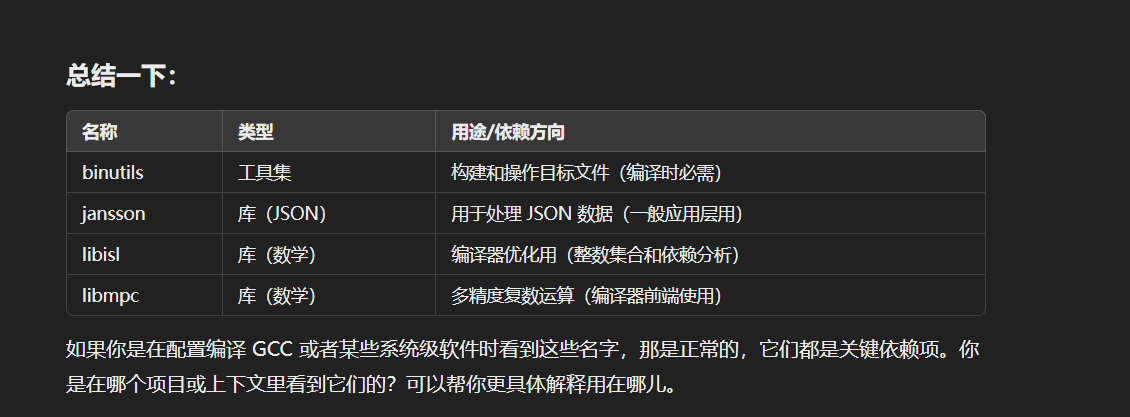 总结一下：
名称 类型 用途/依赖方向
binutils 工具集 构建和操作目标文件（编译时必需）
jansson 库（JSON） 用于处理 JSON 数据（一般应用层用）
libisl 库（数学） 编译器优化用（整数集合和依赖分析）
libmpc 库（数学） 多精度复数运算（编译器前端使用）
如果你是在配置编译 GCC 或者某些系统级软件时看到这些名字，那是正常的，它们都是关键依赖项。你
是在哪个项目或上下文里看到它们的？可以帮你更具体解释用在哪儿。